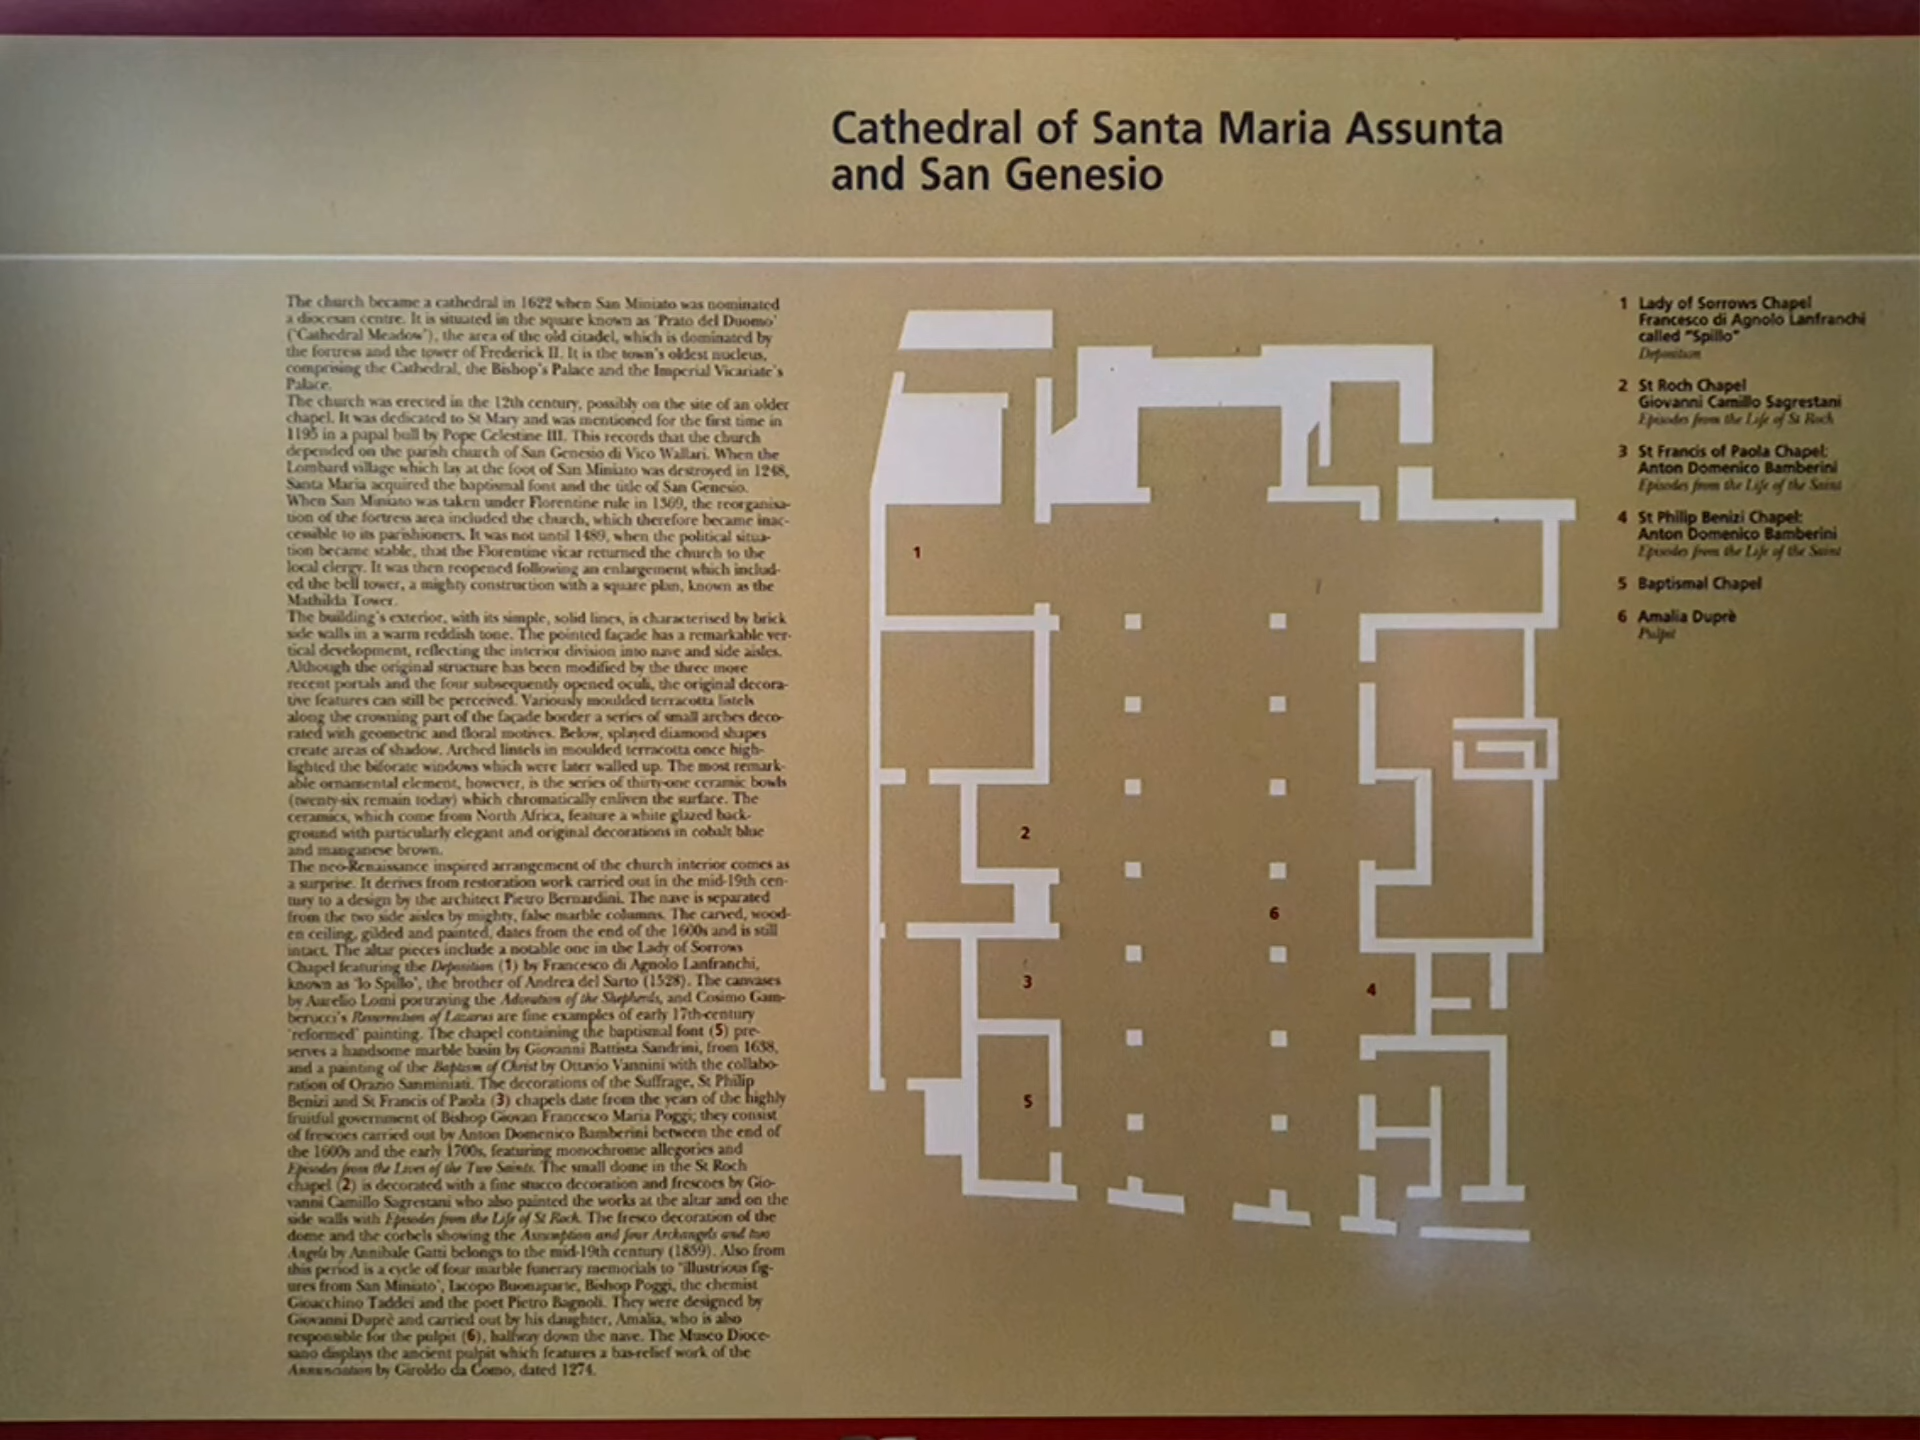 Cathedral of Santa Maria Assunta
and San Genesio
The church became a cathedral in 1622 when San Miniato was nominated
a diocesan centre. It is situated in the square known as 'Prato del Duomo'
('Cathedral Meadow'), the area of the old citadel, which is dominated by
the fortress and the tower of Frederick II. It is the town's oldest nucleus,
comprising the Cathedral, the Bishop's Palace and the Imperial Vicariate's
Palace.
The church was erected in the 12th century, possibly on the site of an older
chapel. It was dedicated to St Mary and was mentioned for the first time in
1195 in a papal bull by Pope Celestine III. This records that the church
depended on the parish church of San Genesio di Vico Wallari. When the
Lombard village which lay at the foot of San Miniato was destroyed in 1248,
Santa Maria acquired the baptismal font and the title of San Genesio.
When San Miniato was taken under Florentine rule in 1369, the reorganisa-
tion of the fortress area included the church, which therefore became inac-
cessible to its parishioners. It was not until 1489, when the political situa-
tion became stable, that the Florentine vicar returned the church to the
local clergy. It was then reopened following an enlargement which includ-
ed the bell tower, a mighty construction with a square plan, known as the
Mathilda Tower.
The building's exterior, with its simple, solid lines, is characterised by brick
side walls in a warm reddish tone. The pointed façade has a remarkable ver-
tical development, reflecting the interior division into nave and side aisles.
Although the original structure has been modified by the three more
recent portals and the four subsequently opened oculi, the original decora-
tive features can still be perceived. Variously moulded terracotta listels
along the crowning part of the façade border a series of small arches deco-
rated with geometric and floral motives. Below, splayed diamond shapes
create areas of shadow. Arched lintels in moulded terracotta once high-
lighted the biforate windows which were later walled up. The most remark-
able ornamental element, however, is the series of thirty-one ceramic bowls
(twenty-six remain today) which chromatically enliven the surface. The
ceramics, which come from North Africa, feature a white glazed back-
ground with particularly elegant and original decorations in cobalt blue
and manganese brown.
The neo-Renaissance inspired arrangement of the church interior comes as
a surprise. It derives from restoration work carried out in the mid-19th cen-
tury to a design by the architect Pietro Bernardini. The nave is separated
from the two side aisles by mighty, false marble columns. The carved, wood-
en ceiling, gilded and painted, dates from the end of the 1600s and is still
intact. The altar pieces include a notable one in the Lady of Sorrows
Chapel featuring the Deposition (1) by Francesco di Agnolo Lanfranchi,
known as 'lo Spillo', the brother of Andrea del Sarto (1528). The canvases
by Aurelio Lomi portraying the Adoration of the Shepherds, and Cosimo Gam-
berucci's Resurrection of Lazarus are fine examples of early 17th-century
'reformed' painting. The chapel containing the baptismal font (5) pre-
serves a handsome marble basin by Giovanni Battista Sandrini, from 1638,
and a painting of the Baptism of Christ by Ottavio Vannini with the collabo-
ration of Orazio Sanminiati. The decorations of the Suffrage, St Philip
Benizi and St Francis of Paola (3) chapels date from the years of the highly
fruitful government of Bishop Giovan Francesco Maria Poggi; they consist
of frescoes carried out by Anton Domenico Bamberini between the end of
the 1600s and the early 1700s, featuring monochrome allegories and
Episodes from the Lives of the Two Saints. The small dome in the St Roch
chapel (2) is decorated with a fine stucco decoration and frescoes by Gio-
vanni Camillo Sagrestani who also painted the works at the altar and on the
side walls with Episodes from the Life of St Roch. The fresco decoration of the
dome and the corbels showing the Assumption and four Archangels and two
Angels by Annibale Gatti belongs to the mid-19th century (1859). Also from
this period is a cycle of four marble funerary memorials to "illustrious fig-
ures from San Miniato", Iacopo Buonaparte, Bishop Poggi, the chemist
Gioacchino Taddei and the poet Pietro Bagnoli. They were designed by
Giovanni Duprè and carried out by his daughter, Amalia, who is also
responsible for the pulpit (6), halfway down the nave. The Museo Dioce-
sano displays the ancient pulpit which features a bas-relief work of the
Annunciation by Giroldo da Como, dated 1274.
1
2
3
4
5
6
1 Lady of Sorrows Chapel
Francesco di Agnolo Lanfranchi
called "Spillo"
Deposition
2 St Roch Chapel
Giovanni Camillo Sagrestani
Episodes from the Life of St Roch
3 St Francis of Paola Chapel:
Anton Domenico Bamberini
Episodes from the Life of the Saint
4 St Philip Benizi Chapel:
Anton Domenico Bamberini
Episodes from the Life of the Saint
5 Baptismal Chapel
6 Amalia Duprè
Pulpit